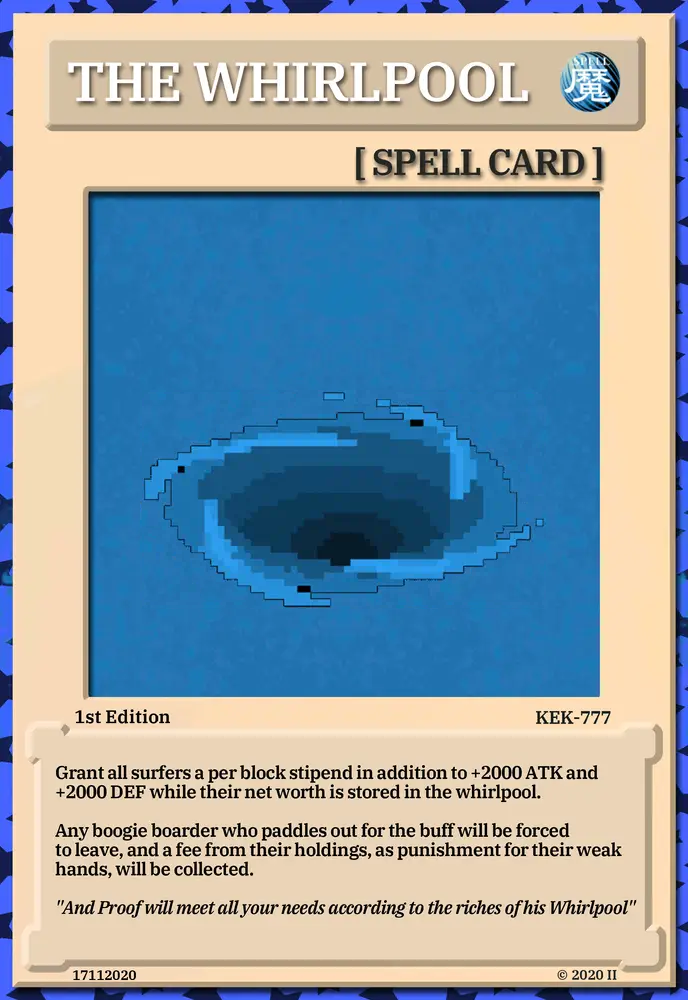 THE WHIRLPOOL
SPELL
魔
[ SPELL CARD ]
1st Edition
KEK-777
Grant all surfers a per block stipend in addition to +2000 ATK and
+2000 DEF while their net worth is stored in the whirlpool.
Any boogie boarder who paddles out for the buff will be forced
to leave, and a fee from their holdings, as punishment for their weak
hands, will be collected.
"And Proof will meet all your needs according to the riches of his Whirlpool"
17112020
© 2020 II